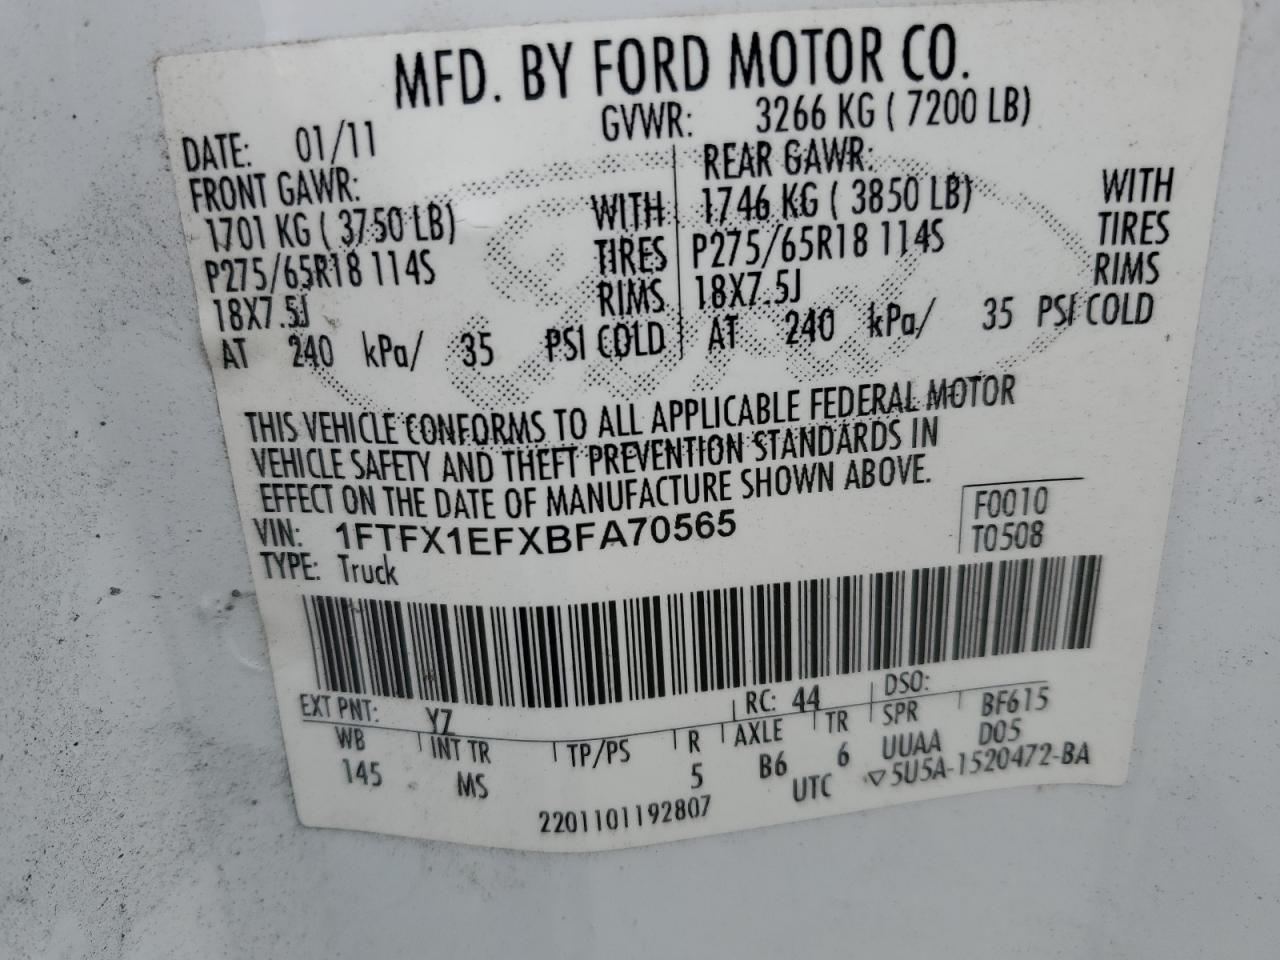 MFD. BY FORD MOTOR CO.
DATE: 01/11 GVWR: 3266 KG ( 7200 LB)
FRONT GAWR: REAR GAWR:
1701 KG ( 3750 LB) WITH 1746 KG ( 3850 LB) WITH
P275/65R18 114S TIRES P275/65R18 114S TIRES
18X7.5J RIMS 18X7.5J RIMS
AT 240 kPa/ 35 PSI COLD AT 240 kPa/ 35 PSI COLD
THIS VEHICLE CONFORMS TO ALL APPLICABLE FEDERAL MOTOR
VEHICLE SAFETY AND THEFT PREVENTION STANDARDS IN
EFFECT ON THE DATE OF MANUFACTURE SHOWN ABOVE.
VIN: 1FTFX1EFXBFA70565 F0010
TYPE: Truck T0508
EXT PNT: YZ RC: 44 DSO:
WB INT TR TP/PS R AXLE TR SPR BF615
145 MS 5 B6 6 UUAA D05
2201101192807 UTC ▽5U5A-1520472-BA